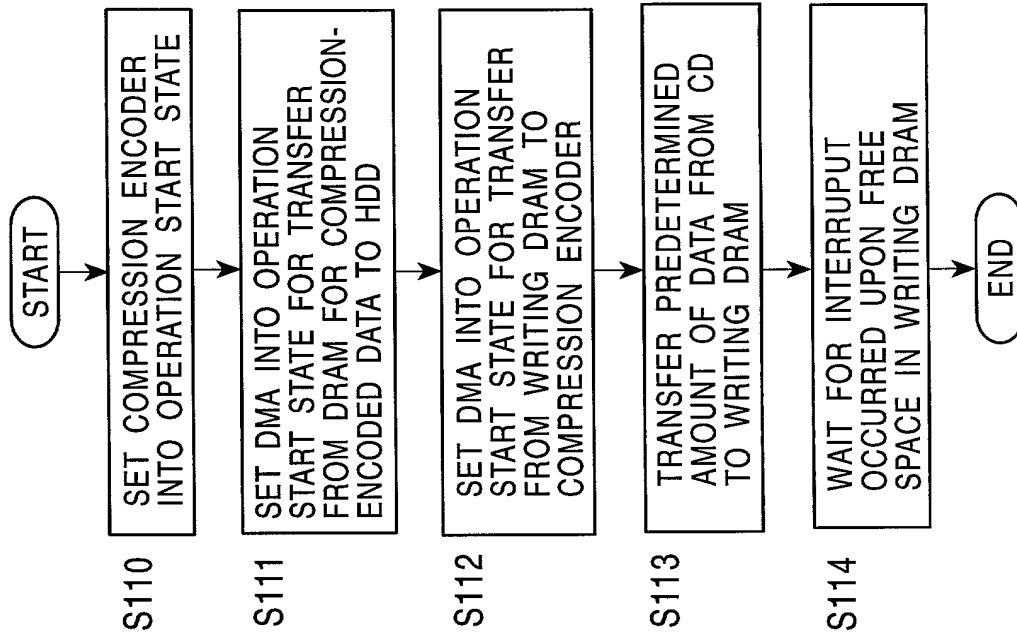 START
S110
SET COMPRESSION ENCODER
INTO OPERATION START STATE
S111
SET DMA INTO OPERATION
START STATE FOR TRANSFER
FROM DRAM FOR COMPRESSION-
ENCODED DATA TO HDD
S112
SET DMA INTO OPERATION
START STATE FOR TRANSFER
FROM WRITING DRAM TO
COMPRESSION ENCODER
S113
TRANSFER PREDETERMINED
AMOUNT OF DATA FROM CD
TO WRITING DRAM
S114
WAIT FOR INTERRUPUT
OCCURRED UPON FREE
SPACE IN WRITING DRAM
END